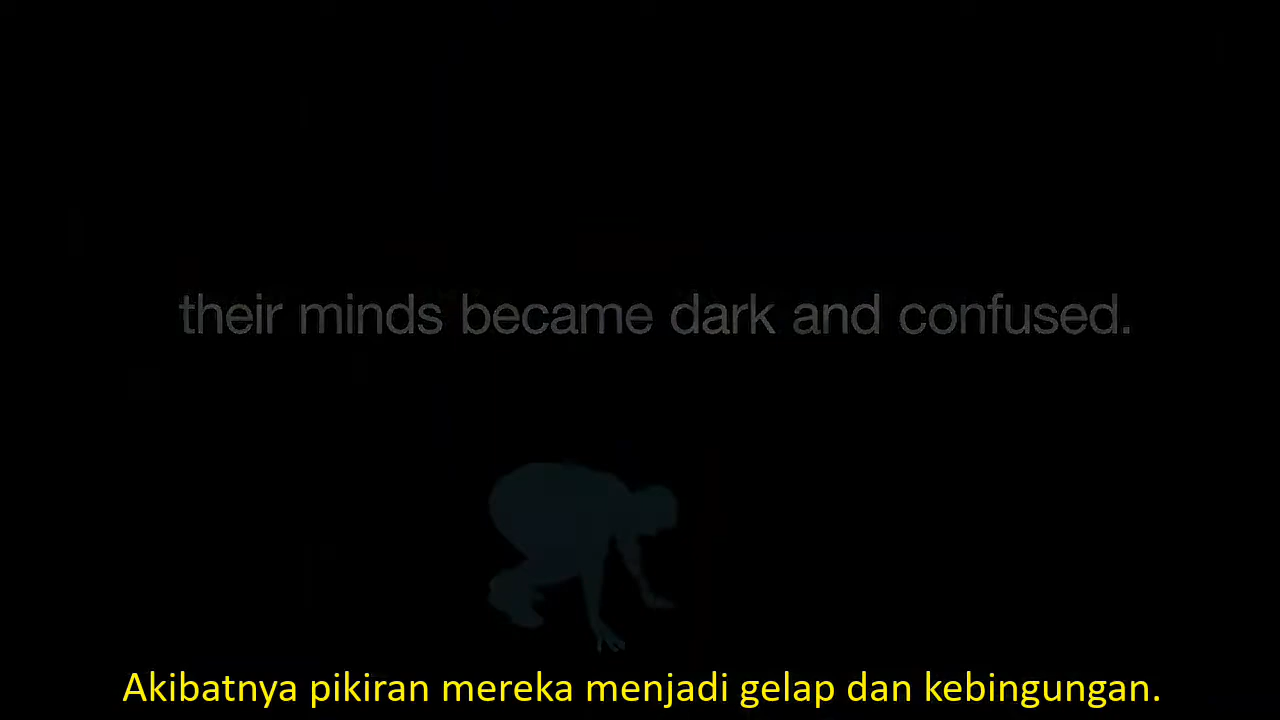 their minds became dark and confused.
Akibatnya pikiran mereka menjadi gelap dan kebingungan.